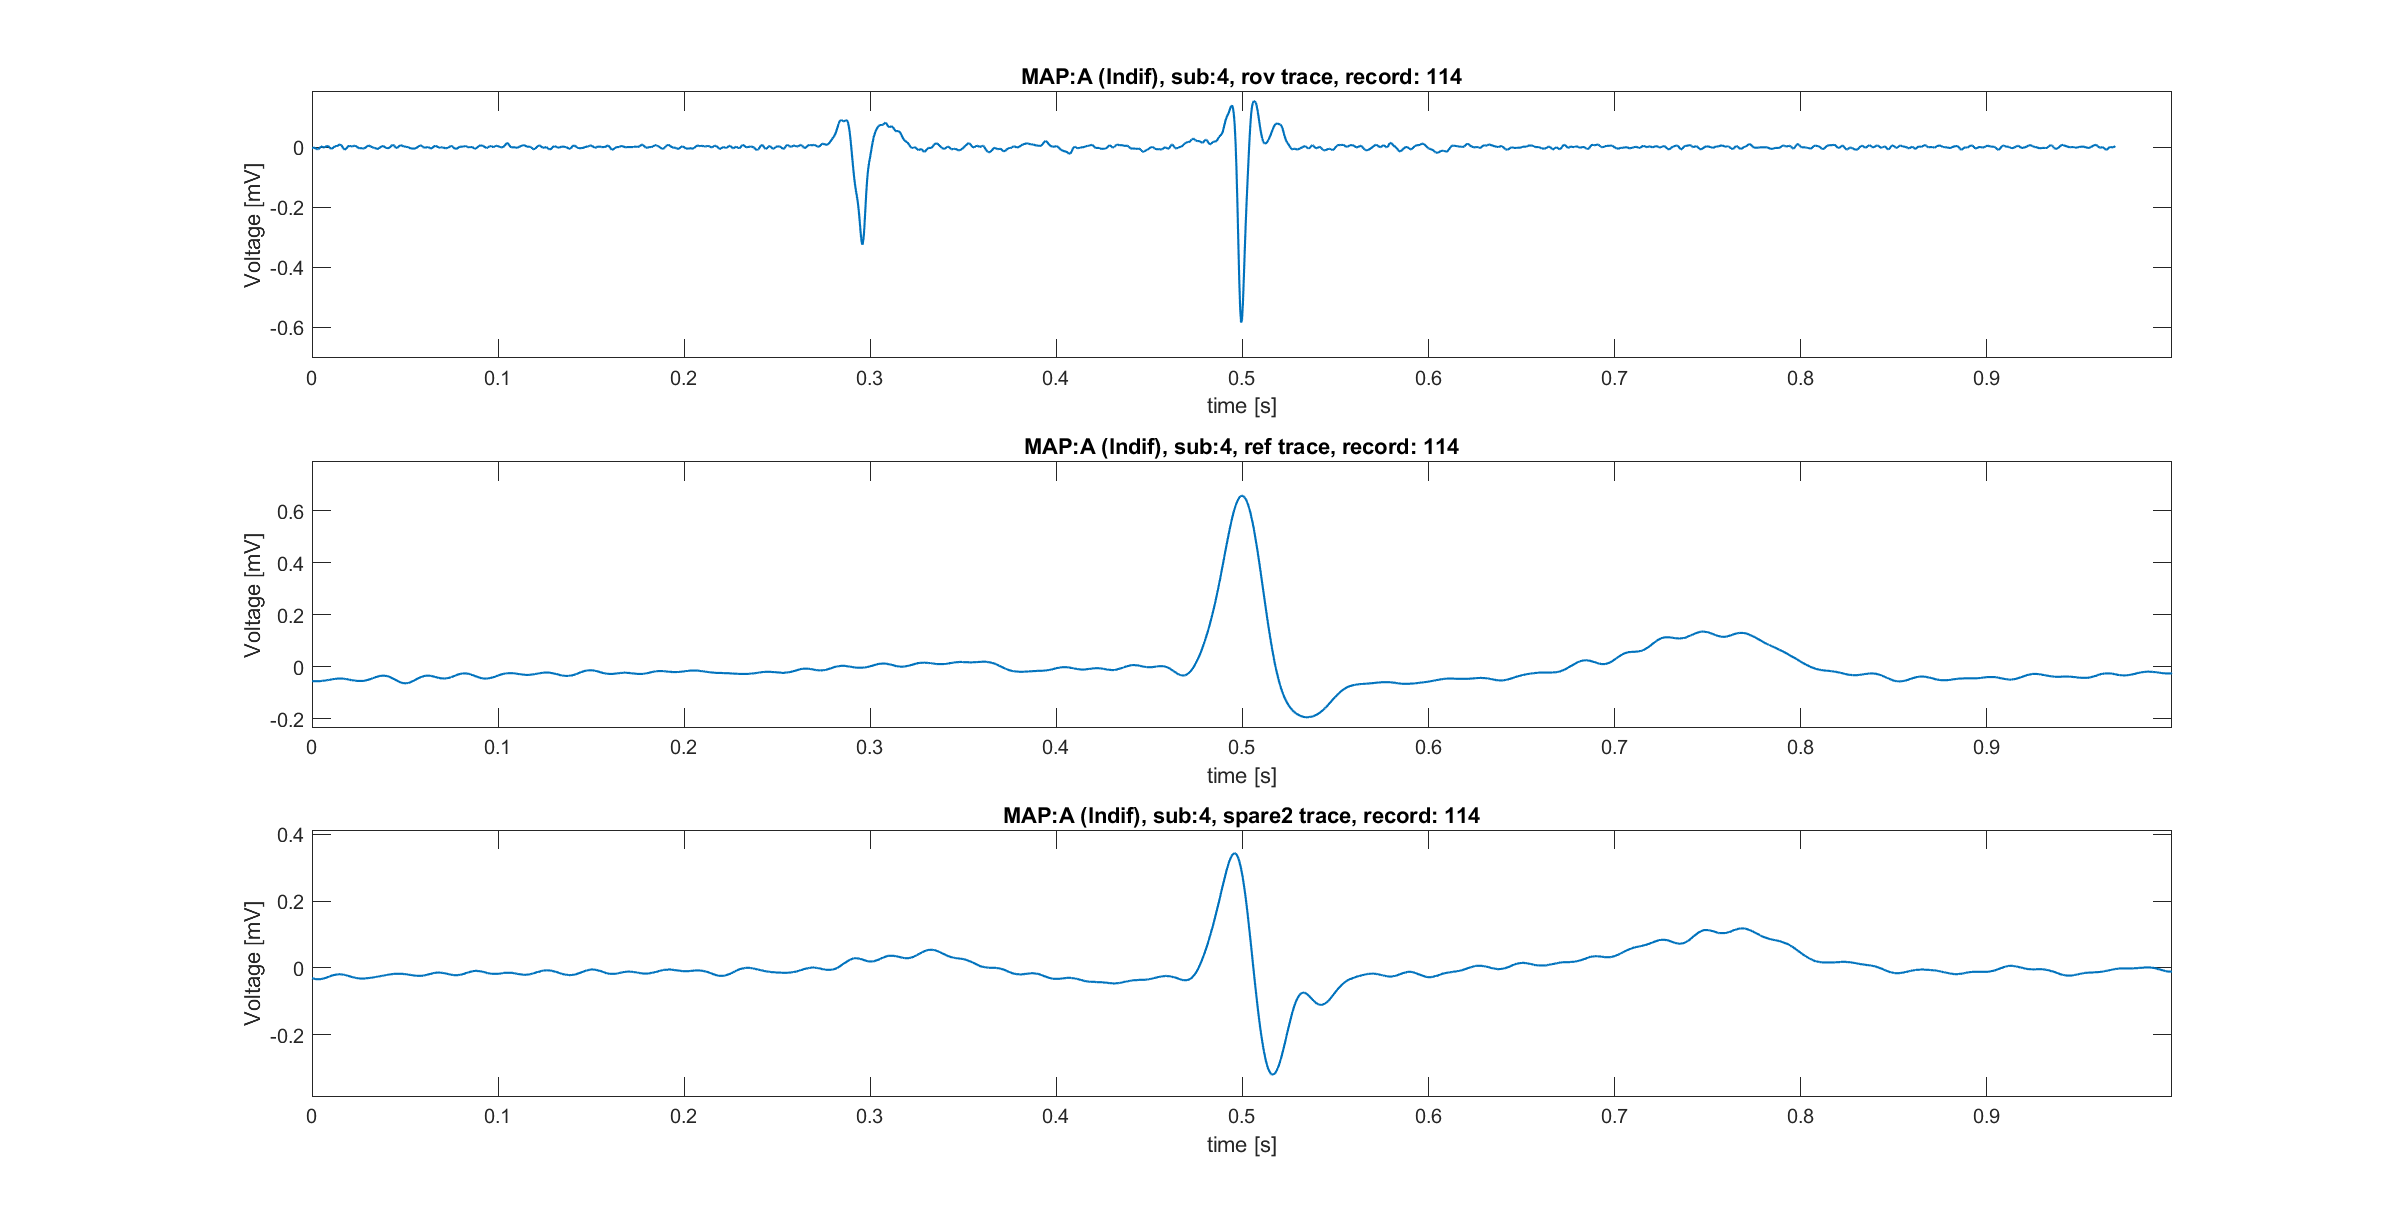 MAP:A (Indif), sub:4, rov trace, record: 114
Voltage [mV]
0
-0.2
-0.4
-0.6
0 0.1 0.2 0.3 0.4 0.5 0.6 0.7 0.8 0.9
time [s]
MAP:A (Indif), sub:4, ref trace, record: 114
Voltage [mV]
0.6
0.4
0.2
0
-0.2
0 0.1 0.2 0.3 0.4 0.5 0.6 0.7 0.8 0.9
time [s]
MAP:A (Indif), sub:4, spare2 trace, record: 114
Voltage [mV]
0.4
0.2
0
-0.2
0 0.1 0.2 0.3 0.4 0.5 0.6 0.7 0.8 0.9
time [s]